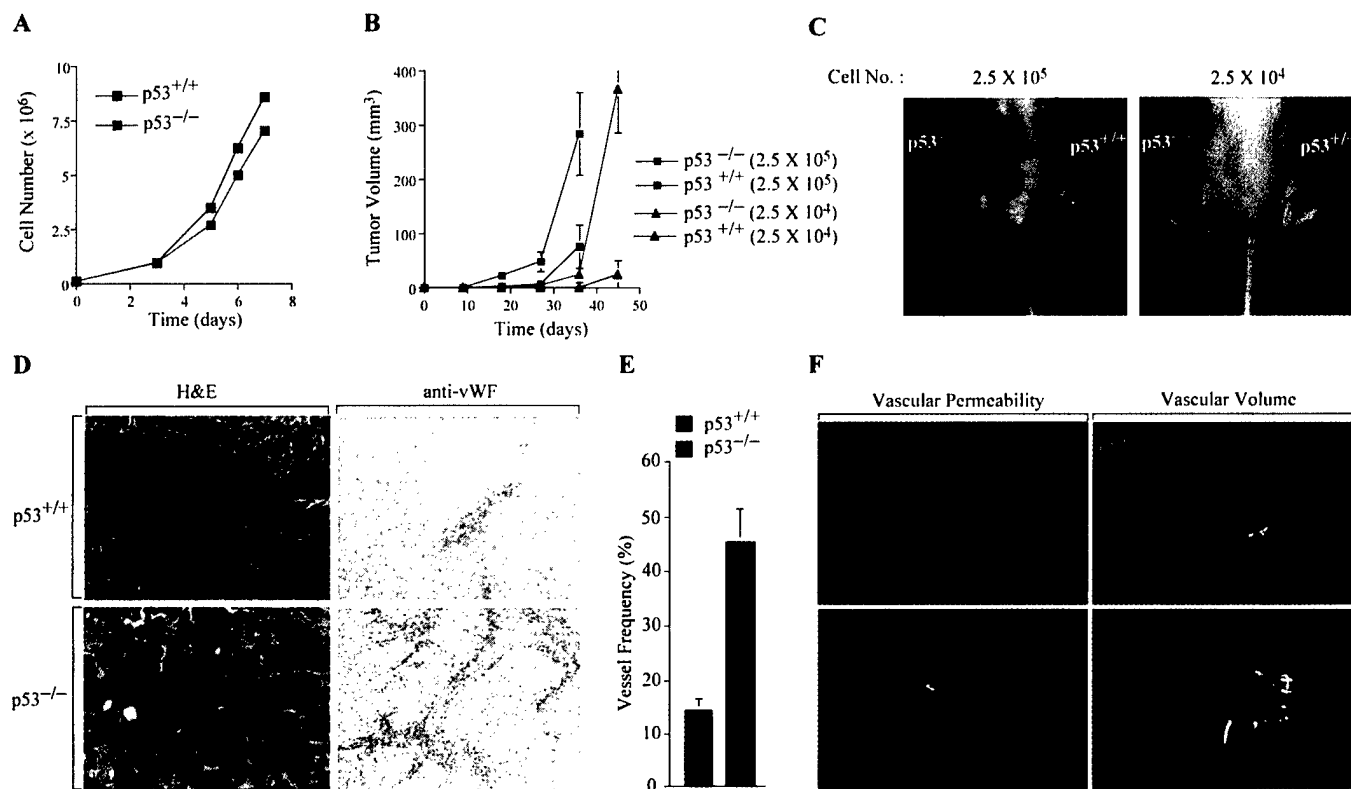 A
10
7.5
5
2.5
0
Cell Number (x 10⁶)
p53⁺/⁺
p53⁻/⁻
0 2 4 6 8
Time (days)
B
400
300
200
100
0
Tumor Volume (mm³)
0 10 20 30 40 50
Time (days)
p53 ⁻/⁻ (2.5 X 10⁵)
p53 ⁺/⁺ (2.5 X 10⁵)
p53 ⁻/⁻ (2.5 X 10⁴)
p53 ⁺/⁺ (2.5 X 10⁴)
C
Cell No. : 2.5 X 10⁵ 2.5 X 10⁴
p53 p53⁺/⁺ p53 p53⁺/
D
H&E anti-vWF
p53⁺/⁺
p53⁻/⁻
E
p53⁺/⁺
p53⁻/⁻
60
50
40
30
20
10
0
Vessel Frequency (%)
F
Vascular Permeability Vascular Volume